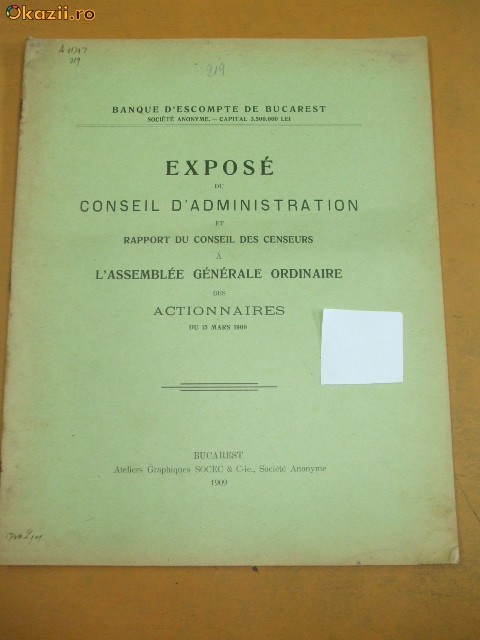 Okazii.ro
219
219
BANQUE D'ESCOMPTE DE BUCAREST
SOCIÉTÉ ANONYME. — CAPITAL 3.500.000 LEI
EXPOSÉ
DU
CONSEIL D'ADMINISTRATION
ET
RAPPORT DU CONSEIL DES CENSEURS
À
L'ASSEMBLÉE GÉNÉRALE ORDINAIRE
DES
ACTIONNAIRES
DU 15 MARS 1909
BUCAREST
Ateliers Graphiques SOCEC & C-ie., Société Anonyme
1909